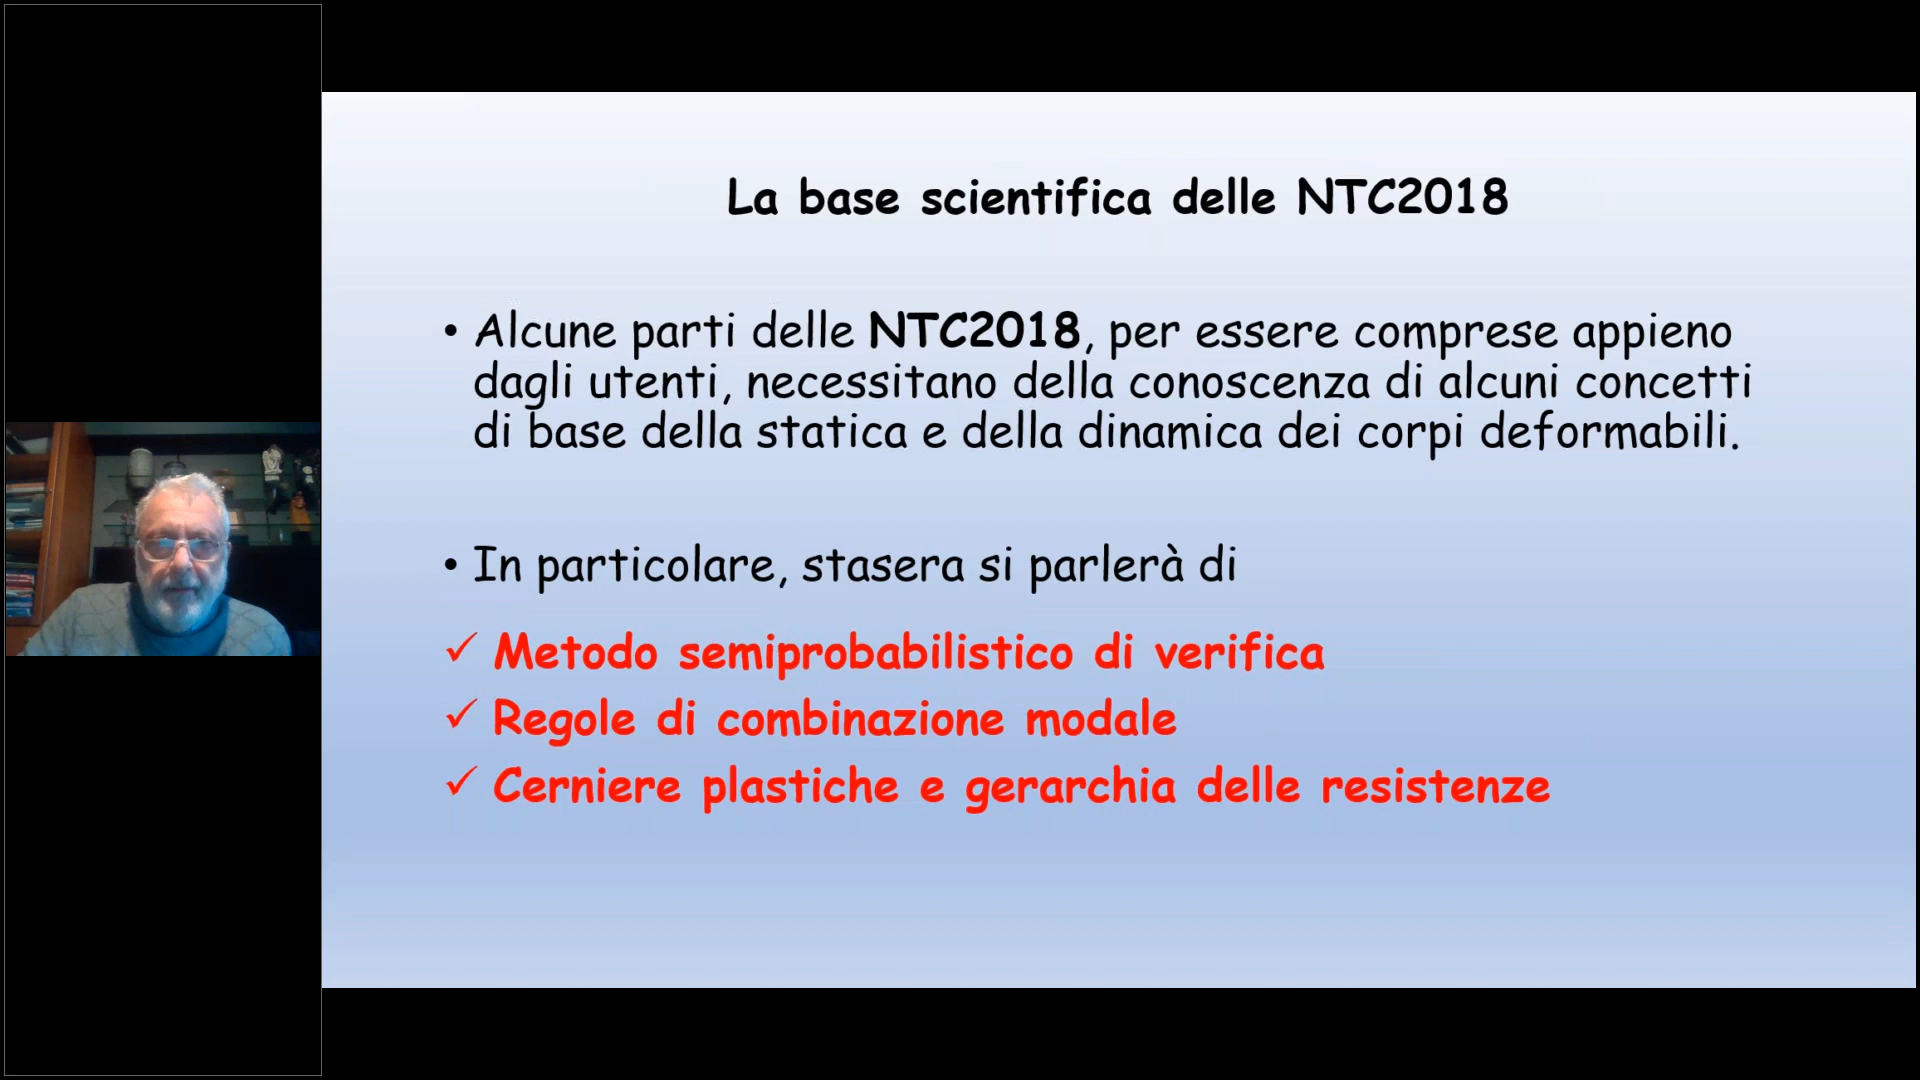 La base scientifica delle NTC2018
• Alcune parti delle NTC2018, per essere comprese appieno
dagli utenti, necessitano della conoscenza di alcuni concetti
di base della statica e della dinamica dei corpi deformabili.
• In particolare, stasera si parlerà di
✓ Metodo semiprobabilistico di verifica
✓ Regole di combinazione modale
✓ Cerniere plastiche e gerarchia delle resistenze